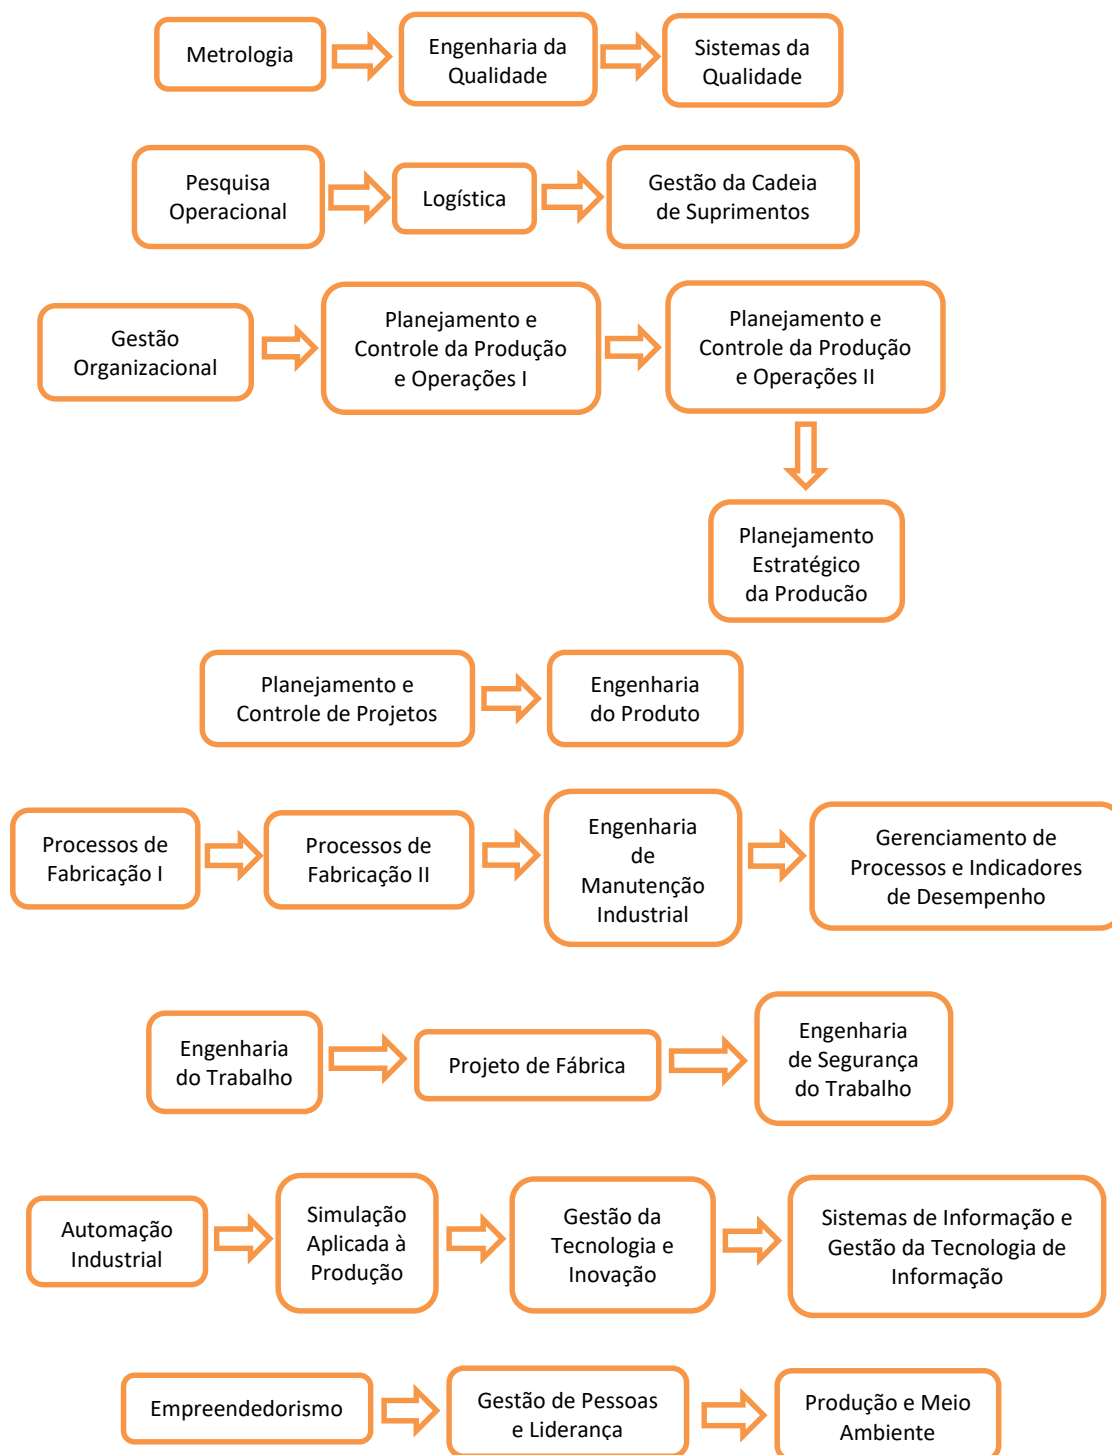 Metrologia
Engenharia da
Qualidade
Sistemas da
Qualidade
Pesquisa
Operacional
Logística
Gestão da Cadeia
de Suprimentos
Gestão
Organizacional
Planejamento e
Controle da Produção
e Operações I
Planejamento e
Controle da Produção
e Operações II
Planejamento
Estratégico
da Producão
Planejamento e
Controle de Projetos
Engenharia
do Produto
Processos de
Fabricação I
Processos de
Fabricação II
Engenharia
de
Manutenção
Industrial
Gerenciamento de
Processos e Indicadores
de Desempenho
Engenharia
do Trabalho
Projeto de Fábrica
Engenharia
de Segurança
do Trabalho
Automação
Industrial
Simulação
Aplicada à
Produção
Gestão da
Tecnologia e
Inovação
Sistemas de Informação e
Gestão da Tecnologia de
Informação
Empreendedorismo
Gestão de Pessoas
e Liderança
Produção e Meio
Ambiente